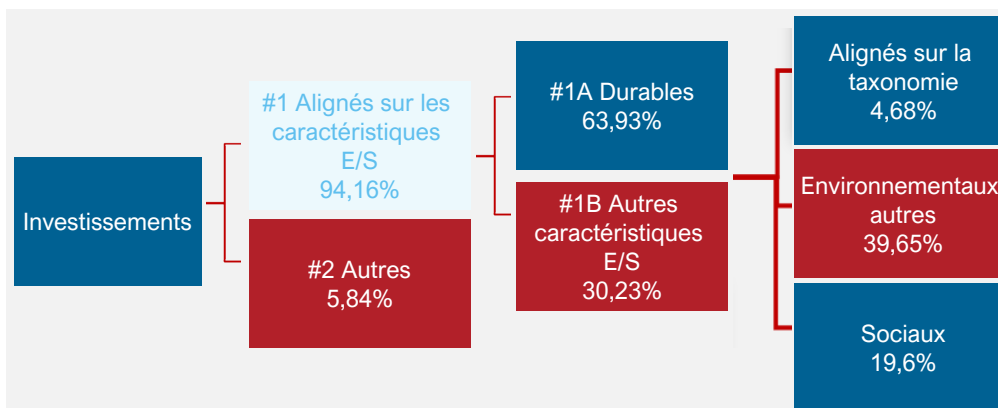 Investissements
#1 Alignés sur les
caractéristiques
E/S
94,16%
#2 Autres
5,84%
#1A Durables
63,93%
#1B Autres
caractéristiques
E/S
30,23%
Alignés sur la
taxonomie
4,68%
Environnementaux
autres
39,65%
Sociaux
19,6%